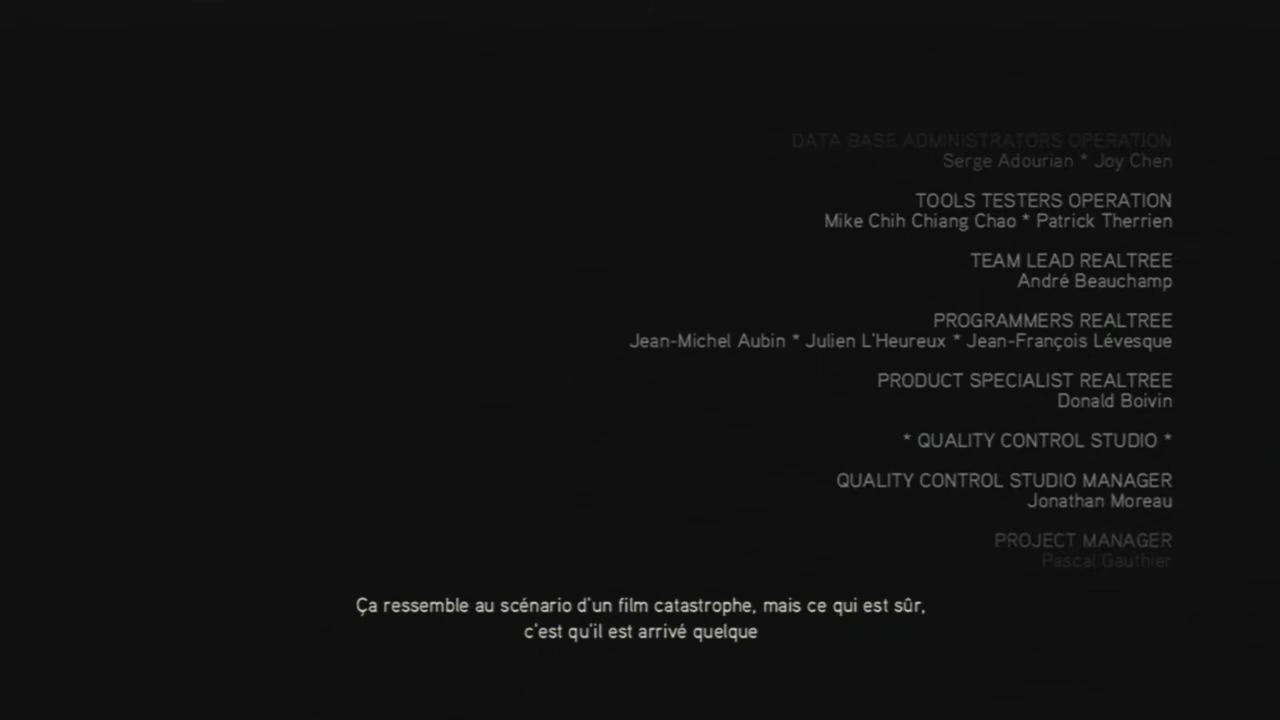 DATA BASE ADMINISTRATORS OPERATION
Serge Adourian * Joy Chen
TOOLS TESTERS OPERATION
Mike Chih Chiang Chao * Patrick Therrien
TEAM LEAD REALTREE
André Beauchamp
PROGRAMMERS REALTREE
Jean-Michel Aubin * Julien L'Heureux * Jean-François Lévesque
PRODUCT SPECIALIST REALTREE
Donald Boivin
* QUALITY CONTROL STUDIO *
QUALITY CONTROL STUDIO MANAGER
Jonathan Moreau
PROJECT MANAGER
Pascal Gauthier
Ça ressemble au scénario d'un film catastrophe, mais ce qui est sûr,
c'est qu'il est arrivé quelque